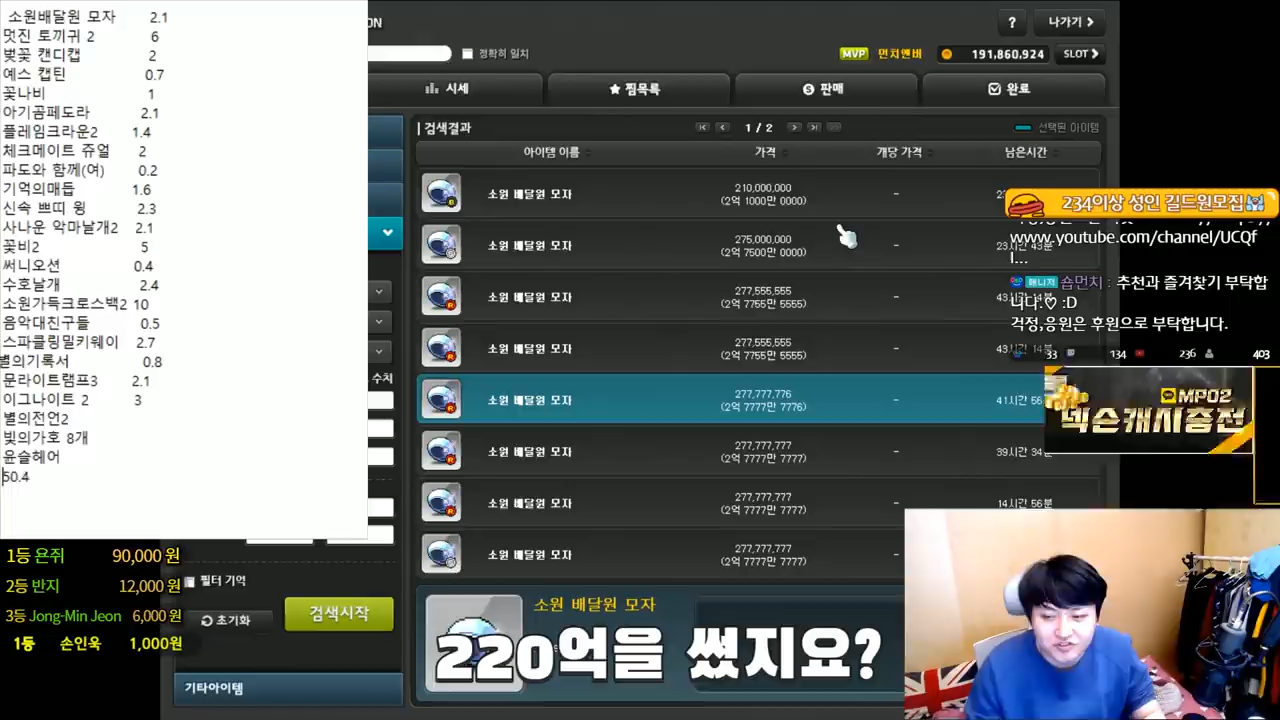 소원배달원 모자 2.1
멋진 토끼귀 2 6
벚꽃 캔디캡 2
예스 캡틴 0.7
꽃나비 1
아기곰페도라 2.1
플레임크라운2 1.4
체크메이트 쥬얼 2
파도와 함께(여) 0.2
기억의매듭 1.6
신속 쁘띠 윙 2.3
사나운 악마날개2 2.1
꽃비2 5
써니오션 0.4
수호날개 2.4
소원가득크로스백2 10
음악대친구들 0.5
스파클링밀키웨이 2.7
별의기록서 0.8
문라이트램프3 2.1
이그나이트 2 3
별의전언2
빛의가호 8개
윤슬헤어
50.4
1등 은쥐 90,000 원
2등 반지 12,000 원
3등 Jong-Min Jeon 6,000 원
1등 손인욱 1,000원
ON
? 나가기
정확히 일치
MVP 먼치앤비 191,860,924 SLOT
시세 찜목록 판매 완료
검색결과 1 / 2 선택된 아이템
아이템 이름 가격 개당 가격 남은시간
소원 배달원 모자 210,000,000 -
(2억 1000만 0000)
소원 배달원 모자 275,000,000 - 23시간 43분
(2억 7500만 0000)
소원 배달원 모자 277,555,555 -
(2억 7755만 5555)
소원 배달원 모자 277,555,555 - 43시간 14분
(2억 7755만 5555)
소원 배달원 모자 277,777,776 - 41시간 56
(2억 7777만 7776)
소원 배달원 모자 277,777,777 - 39시간 34
(2억 7777만 7777)
소원 배달원 모자 277,777,777 - 14시간 56분
(2억 7777만 7777)
소원 배달원 모자 277,777,777 -
(2억 7777만 7777)
수치
필터 기억
초기화 검색시작
기타아이템
소원 배달원 모자
220억을 썼지요?
234이상 성인 길드원모집
www.youtube.com/channel/UCQf
l...
매니저 숍먼치 : 추천과 즐겨찾기 부탁합
니다.♡ :D
걱정,응원은 후원으로 부탁합니다.
33 134 236 403
MP02
넥슨캐시충전